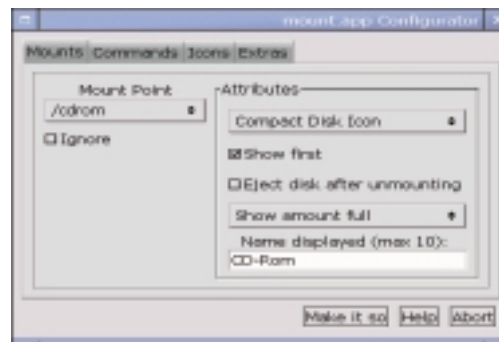 mount.app Configurator
Mounts Commands Icons Extras
Mount Point
/cdrom
Ignore
Attributes
Compact Disk Icon
Show first
Eject disk after unmounting
Show amount full
Name displayed (max 10):
CD-Rom
Make it so Help Abort